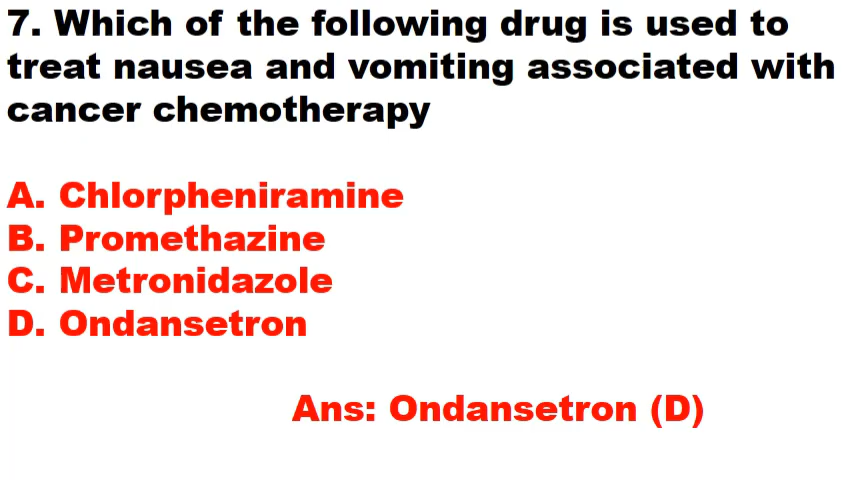 7. Which of the following drug is used to
treat nausea and vomiting associated with
cancer chemotherapy
A. Chlorpheniramine
B. Promethazine
C. Metronidazole
D. Ondansetron
Ans: Ondansetron (D)